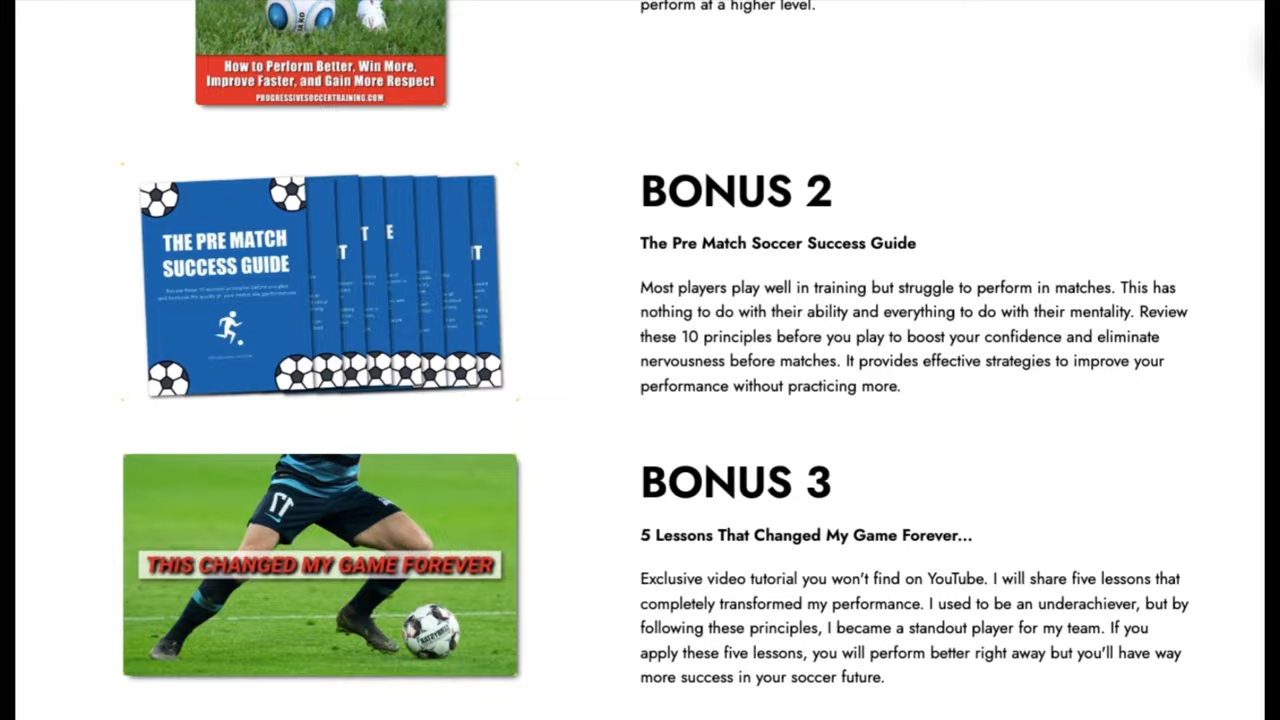 perform at a higher level.
How to Perform Better, Win More,
Improve Faster, and Gain More Respect
PROGRESSIVESOCCERTRAINING.COM
BONUS 2
The Pre Match Soccer Success Guide
THE PRE MATCH
SUCCESS GUIDE
Most players play well in training but struggle to perform in matches. This has
nothing to do with their ability and everything to do with their mentality. Review
these 10 principles before you play to boost your confidence and eliminate
nervousness before matches. It provides effective strategies to improve your
performance without practicing more.
BONUS 3
5 Lessons That Changed My Game Forever...
THIS CHANGED MY GAME FOREVER
Exclusive video tutorial you won't find on YouTube. I will share five lessons that
completely transformed my performance. I used to be an underachiever, but by
following these principles, I became a standout player for my team. If you
apply these five lessons, you will perform better right away but you'll have way
more success in your soccer future.